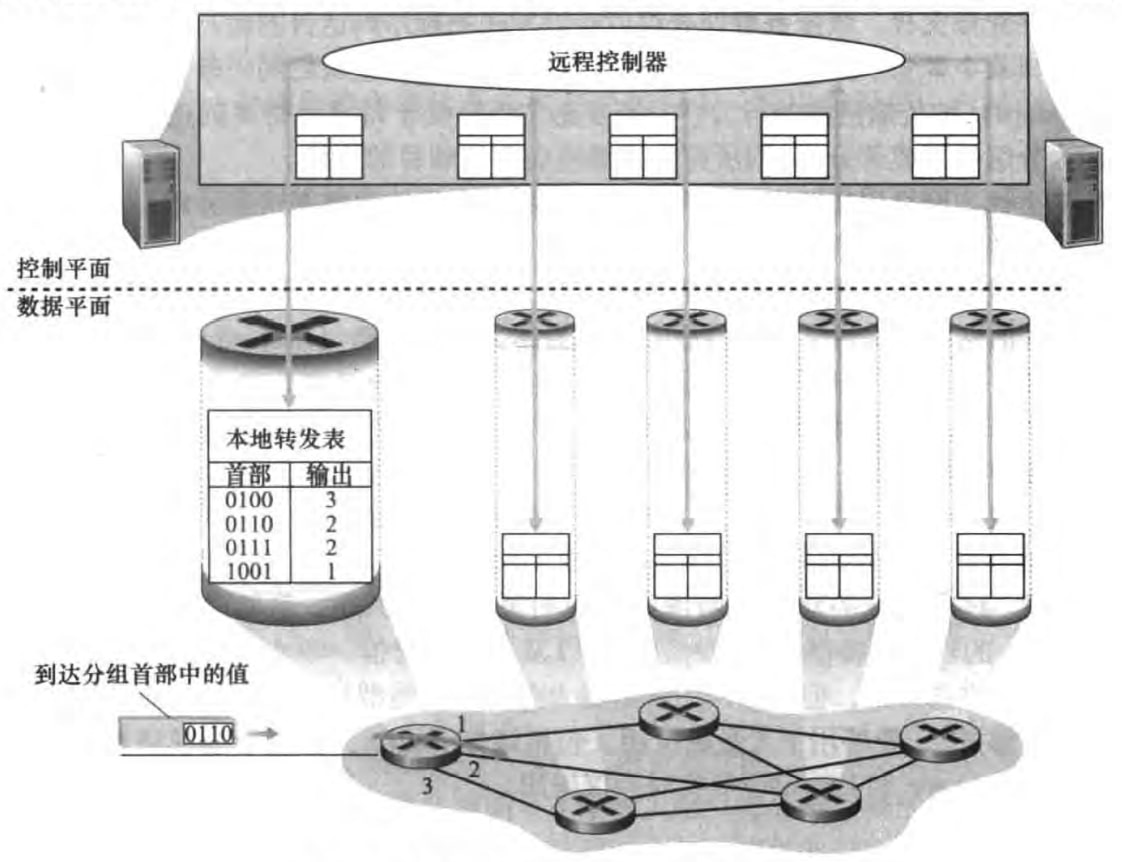 远程控制器
控制平面
数据平面
本地转发表
首部 输出
0100 3
0110 2
0111 2
1001 1
到达分组首部中的值
0110
1
2
3